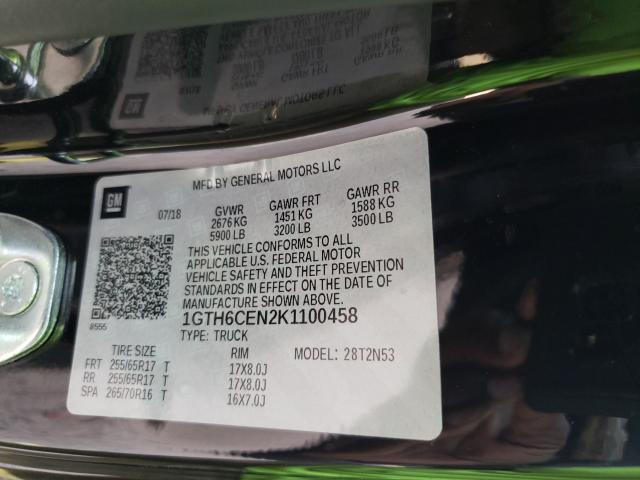 MFD BY GENERAL MOTORS LLC
GM
07/18 GVWR GAWR FRT GAWR RR
2676 KG 1451 KG 1588 KG
5900 LB 3200 LB 3500 LB
THIS VEHICLE CONFORMS TO ALL
APPLICABLE U.S. FEDERAL MOTOR
VEHICLE SAFETY AND THEFT PREVENTION
STANDARDS IN EFFECT ON THE DATE OF
MANUFACTURE SHOWN ABOVE.
#555 1GTH6CEN2K1100458
TYPE: TRUCK
TIRE SIZE RIM MODEL: 28T2N53
FRT 255/65R17 T 17X8.0J
RR 255/65R17 T 17X8.0J
SPA 265/70R16 T 16X7.0J